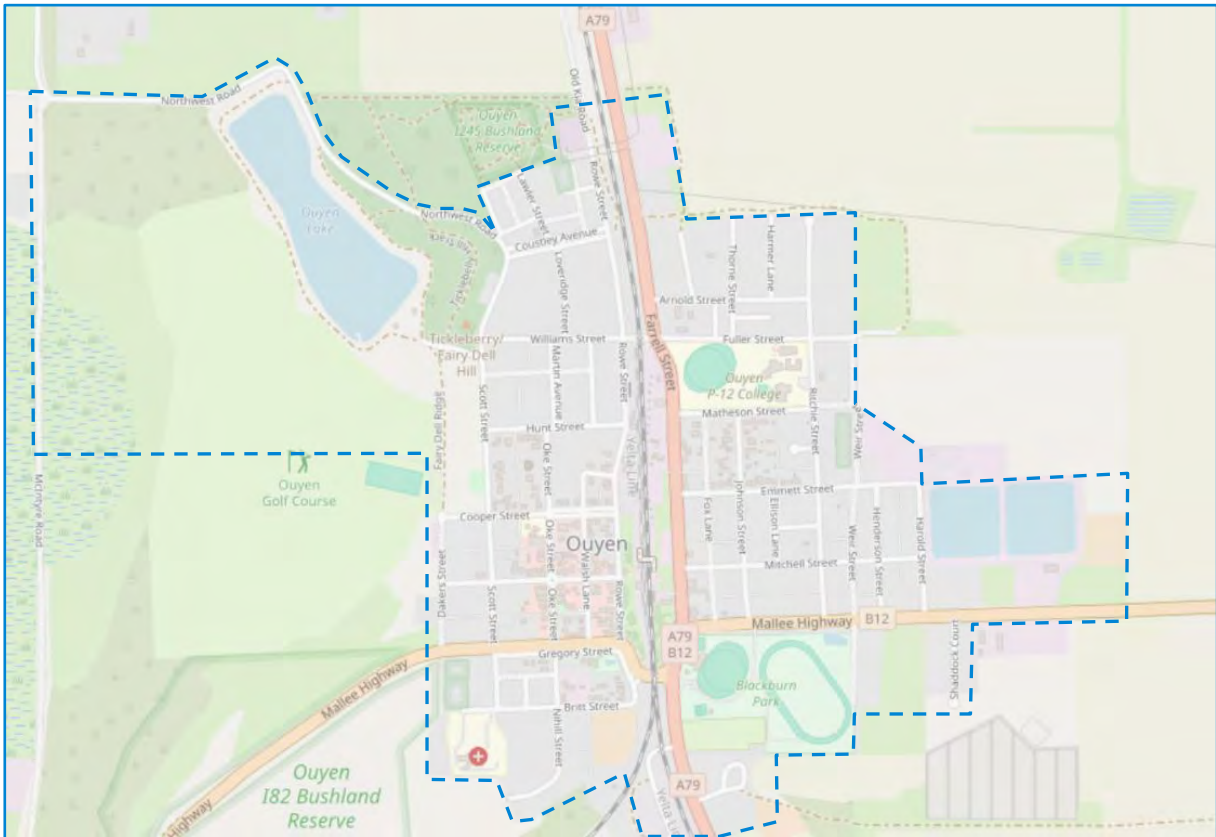 A79
Old Kiln Road
Northwest Road
Ouyen
I245 Bushland
Reserve
Rowe Street
Lawler Street
Ouyen
Lake
Northwest Road
Coustley Avenue
Tickleberry Track
Loveridge Street
Thorne Street
Harmer Lane
Arnold Street
Farrell Street
Tickleberry/
Fairy Dell
Hill
Williams Street
Fuller Street
Rowe Street
Martin Avenue
Ouyen
P-12 College
Fairy Dell Ridge
Scott Street
Matheson Street
Ritchie Street
Weir Street
Hunt Street
Yelta Line
Oke Street
McIntyre Road
Ouyen
Golf Course
Emmett Street
Fox Lane
Johnson Street
Ellison Lane
Weir Street
Henderson Street
Harold Street
Cooper Street
Oke Street
Ouyen
Walsh Lane
Mitchell Street
Dakers Street
Scott Street
Oke Street
Rowe Street
Mallee Highway
B12
A79
B12
Gregory Street
Mallee Highway
Shaddock Court
Blackburn
Park
Britt Street
Nihill Street
Ouyen
I82 Bushland
Reserve
A79
Highway